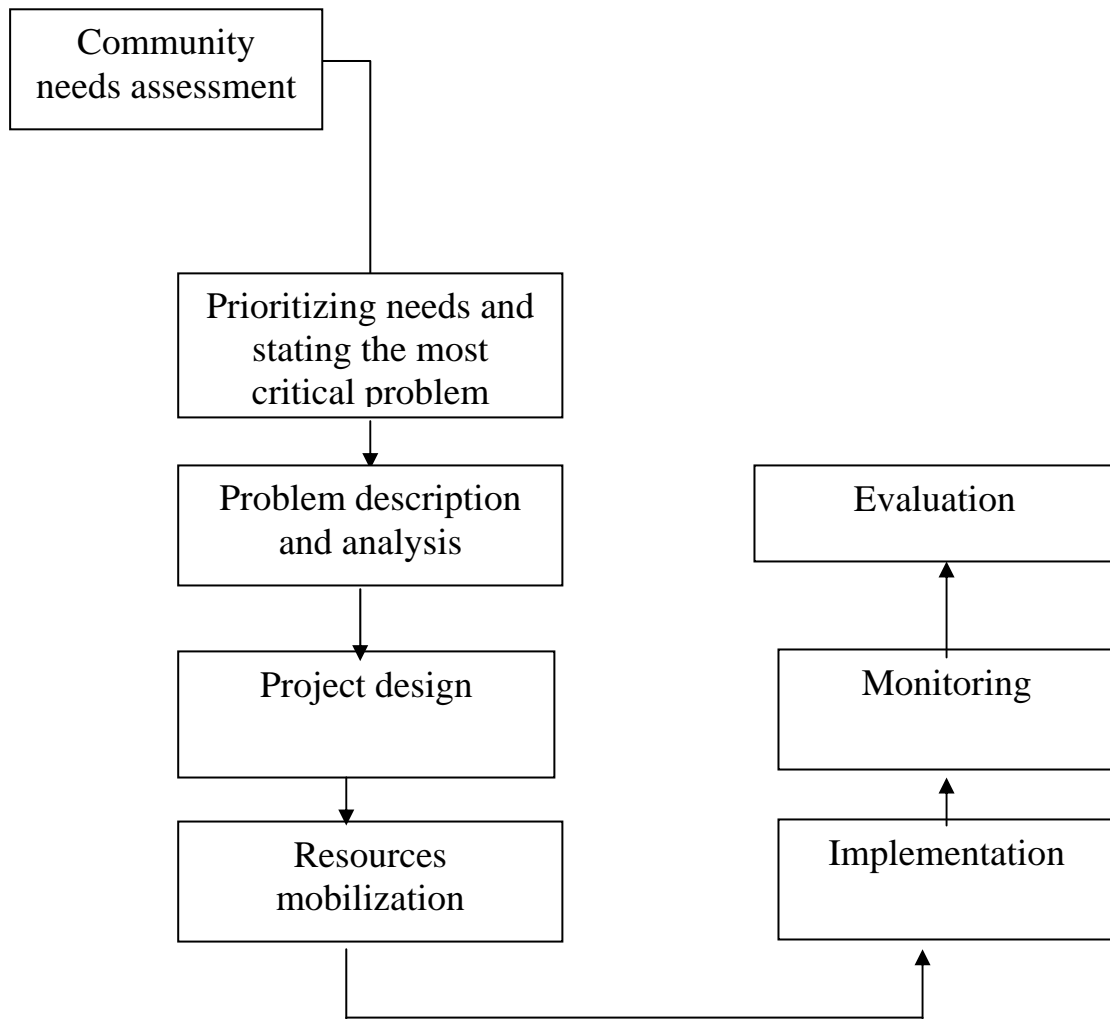 Community
needs assessment
Prioritizing needs and
stating the most
critical problem
Problem description
and analysis
Project design
Resources
mobilization
Implementation
Monitoring
Evaluation